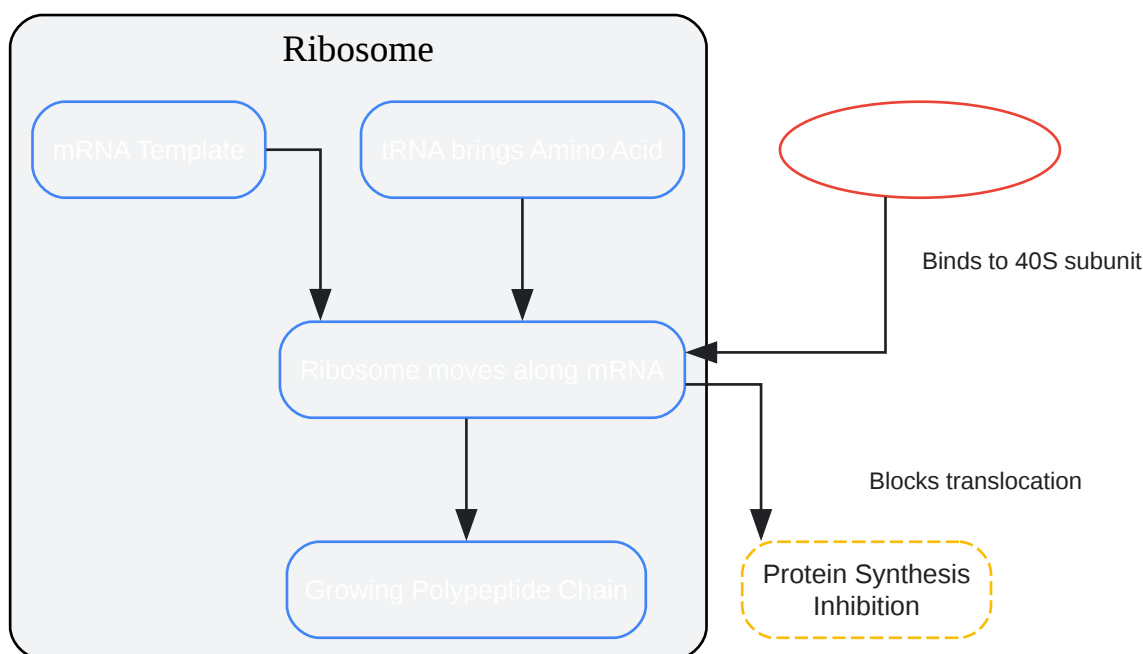 Ribosome
mRNA Template
tRNA brings Amino Acid
Binds to 40S subunit
Ribosome moves along mRNA
Blocks translocation
Growing Polypeptide Chain
Protein Synthesis
Inhibition